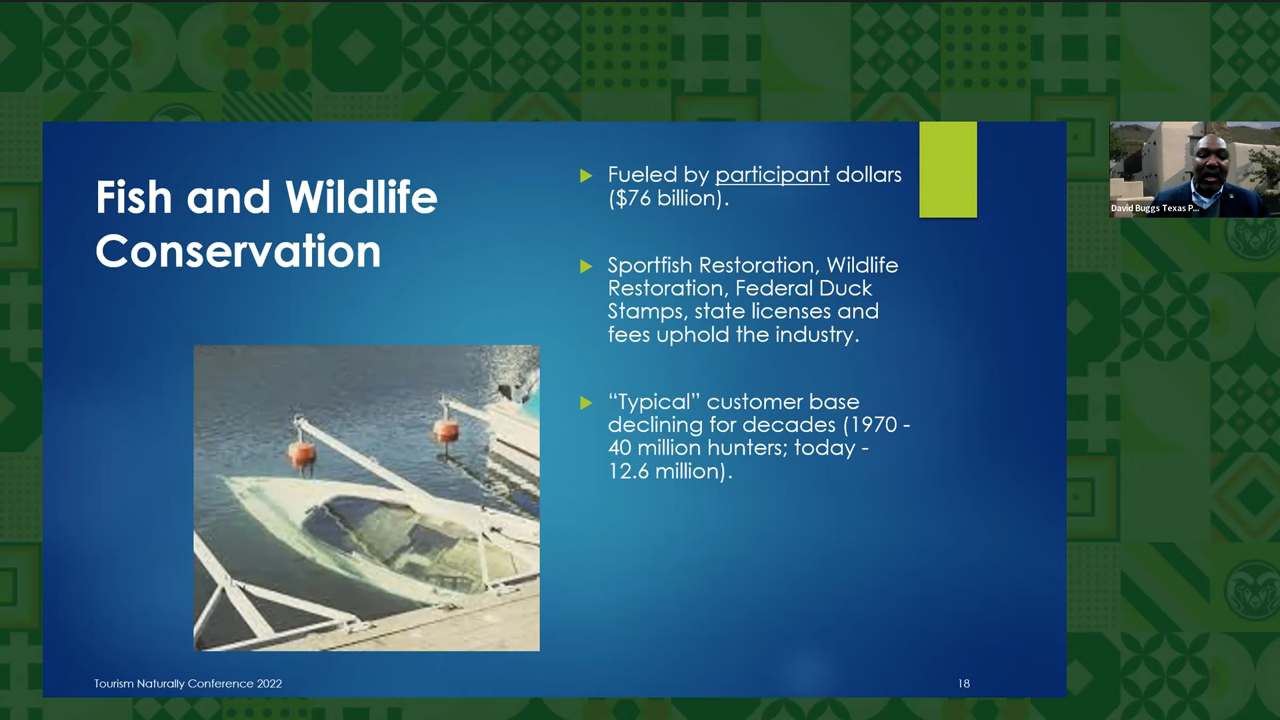 Fish and Wildlife
Conservation
Fueled by participant dollars
($76 billion).
Sportfish Restoration, Wildlife
Restoration, Federal Duck
Stamps, state licenses and
fees uphold the industry.
“Typical” customer base
declining for decades (1970 -
40 million hunters; today -
12.6 million).
Tourism Naturally Conference 2022
18
David Buggs Texas P...